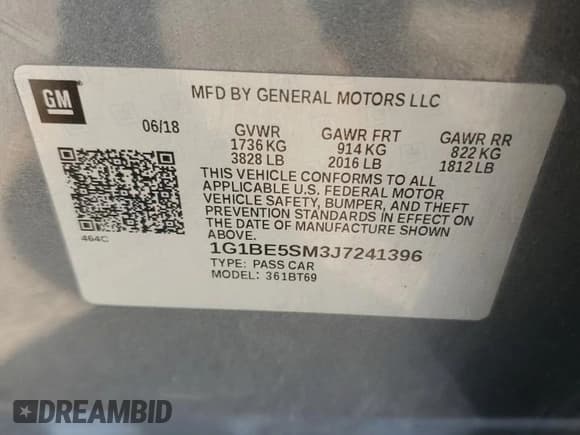 GM
MFD BY GENERAL MOTORS LLC
06/18 GVWR GAWR FRT GAWR RR
1736 KG 914 KG 822 KG
3828 LB 2016 LB 1812 LB
THIS VEHICLE CONFORMS TO ALL
APPLICABLE U.S. FEDERAL MOTOR
VEHICLE SAFETY, BUMPER, AND THEFT
PREVENTION STANDARDS IN EFFECT ON
THE DATE OF MANUFACTURE SHOWN
ABOVE.
464C
1G1BE5SM3J7241396
TYPE: PASS CAR
MODEL: 361BT69
DREAMBID